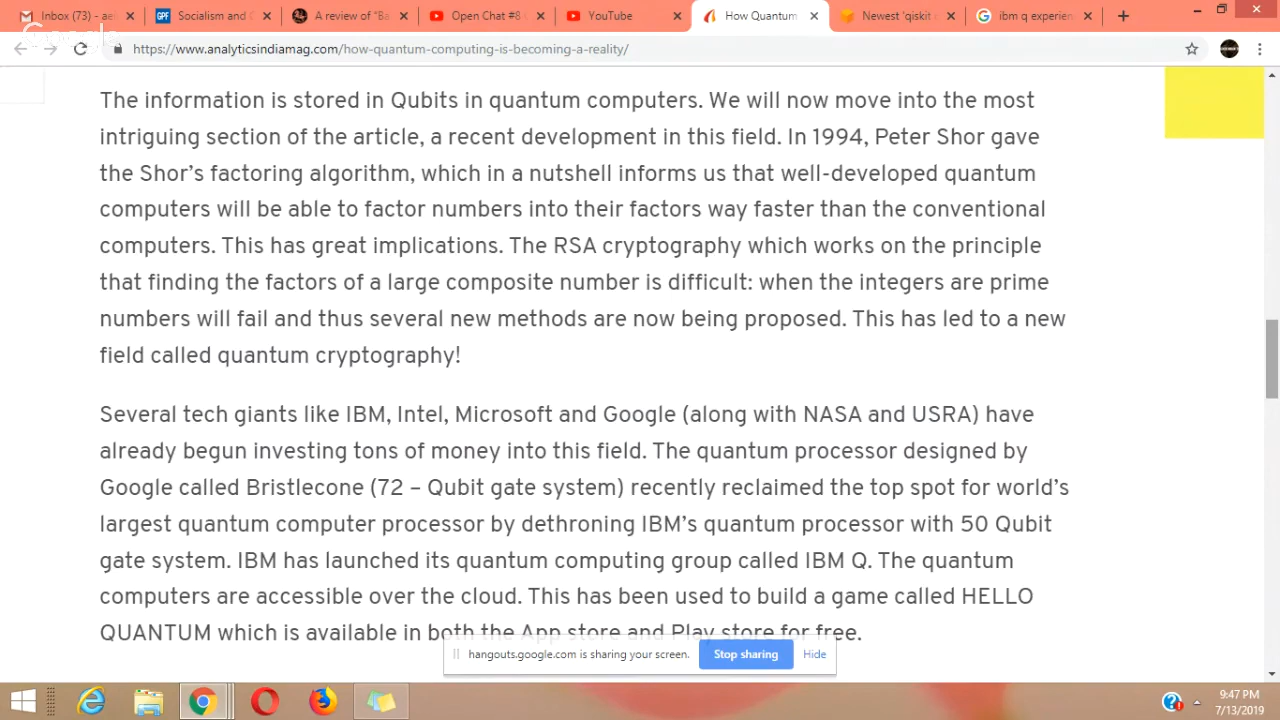 Inbox (73) - aes
Socialism and G
A review of "Ba
Open Chat #8 C
YouTube
How Quantum
Newest 'qiskit
ibm q experien
Google
https://www.analyticsindiamag.com/how-quantum-computing-is-becoming-a-reality/
The information is stored in Qubits in quantum computers. We will now move into the most
intriguing section of the article, a recent development in this field. In 1994, Peter Shor gave
the Shor's factoring algorithm, which in a nutshell informs us that well-developed quantum
computers will be able to factor numbers into their factors way faster than the conventional
computers. This has great implications. The RSA cryptography which works on the principle
that finding the factors of a large composite number is difficult: when the integers are prime
numbers will fail and thus several new methods are now being proposed. This has led to a new
field called quantum cryptography!
Several tech giants like IBM, Intel, Microsoft and Google (along with NASA and USRA) have
already begun investing tons of money into this field. The quantum processor designed by
Google called Bristlecone (72 – Qubit gate system) recently reclaimed the top spot for world's
largest quantum computer processor by dethroning IBM's quantum processor with 50 Qubit
gate system. IBM has launched its quantum computing group called IBM Q. The quantum
computers are accessible over the cloud. This has been used to build a game called HELLO
QUANTUM which is available in both the App store and Play store for free.
hangouts.google.com is sharing your screen.
Stop sharing
Hide
9:47 PM
7/13/2019